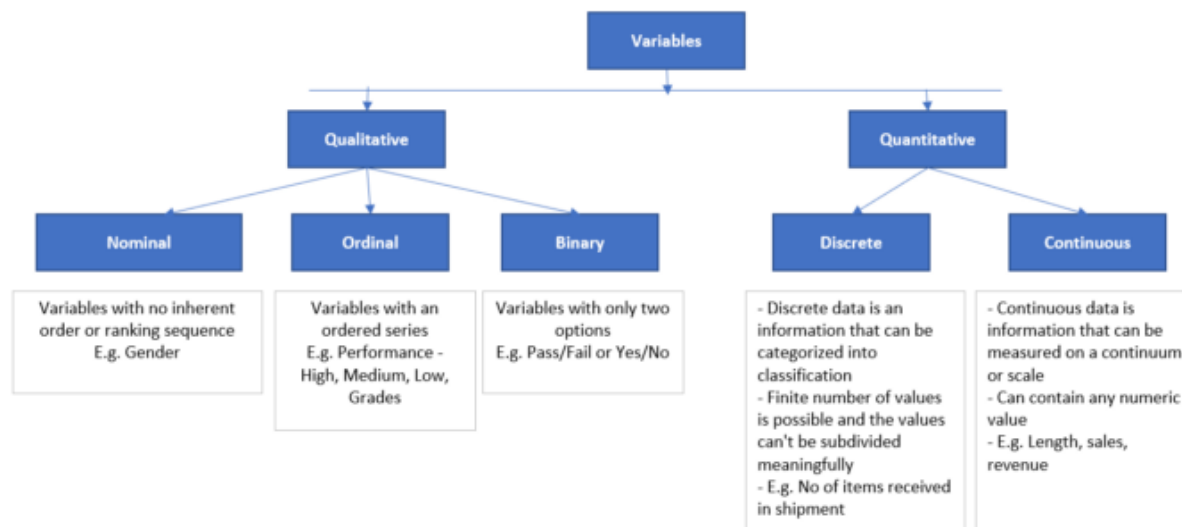 Variables
Qualitative
Quantitative
Nominal
Ordinal
Binary
Discrete
Continuous
Variables with no inherent
order or ranking sequence
E.g. Gender
Variables with an
ordered series
E.g. Performance -
High, Medium, Low,
Grades
Variables with only two
options
E.g. Pass/Fail or Yes/No
- Discrete data is an
information that can be
categorized into
classification
- Finite number of values
is possible and the values
can't be subdivided
meaningfully
- E.g. No of items received
in shipment
- Continuous data is
information that can be
measured on a continuum
or scale
- Can contain any numeric
value
- E.g. Length, sales,
revenue